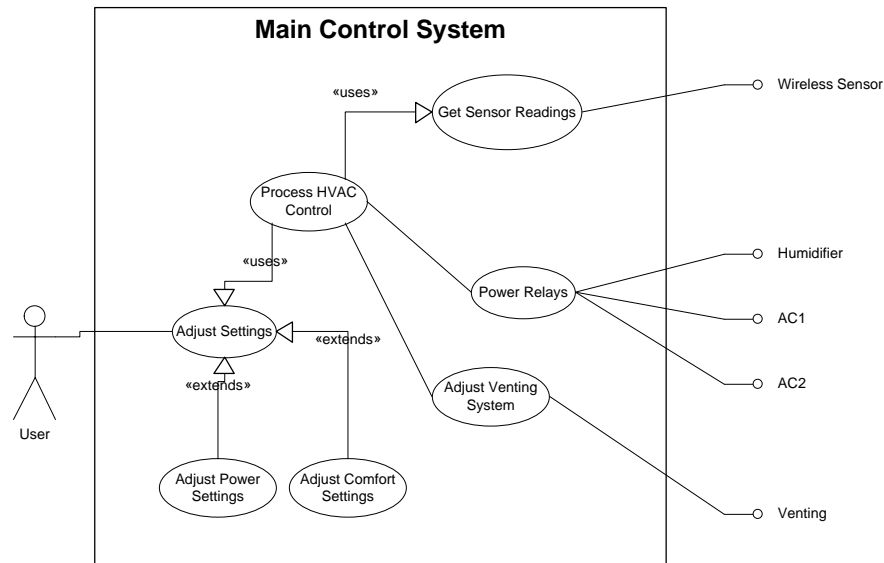 Main Control System
«uses»
Get Sensor Readings
Wireless Sensor
Process HVAC
Control
«uses»
Humidifier
Power Relays
AC1
Adjust Settings
«extends»
AC2
«extends»
Adjust Venting
System
User
Adjust Power
Settings
Adjust Comfort
Settings
Venting